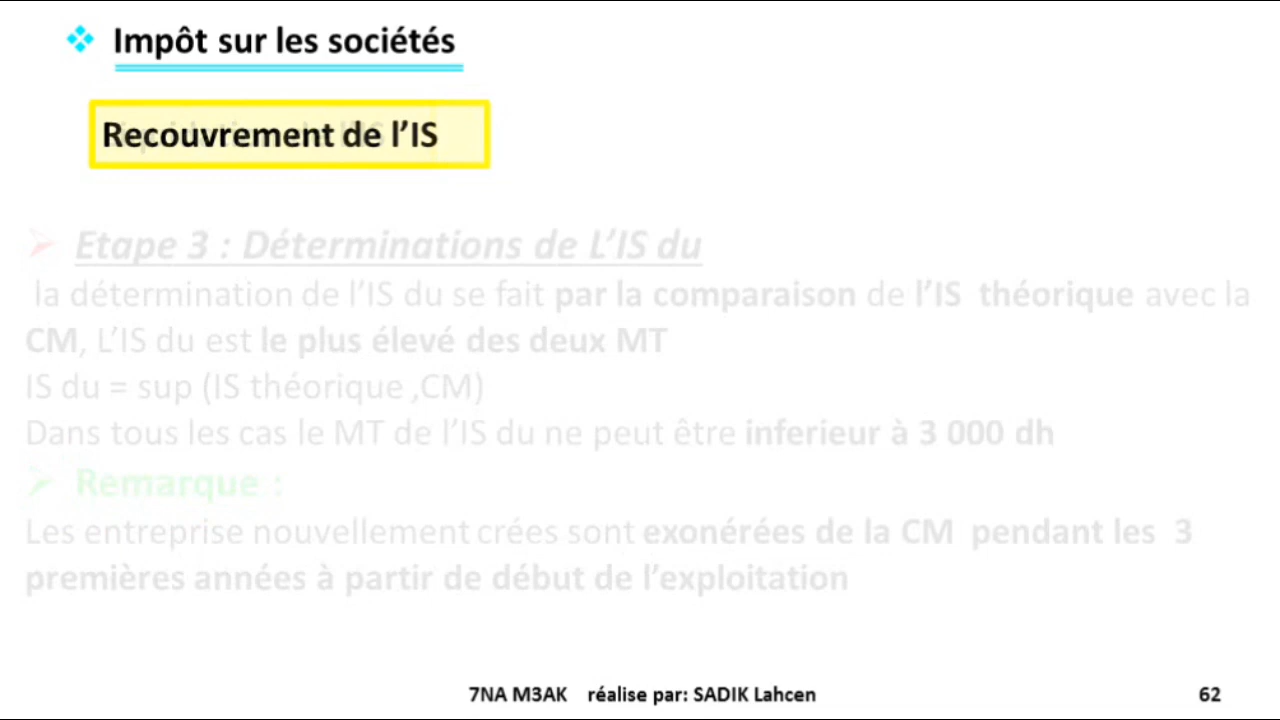 Impôt sur les sociétés
Recouvrement de l’IS
Etape 3 : Déterminations de L’IS du
la détermination de l’IS du se fait par la comparaison de l’IS théorique avec la
CM, L’IS du est le plus élevé des deux MT
IS du = sup (IS théorique ,CM)
Dans tous les cas le MT de l’IS du ne peut être inferieur à 3 000 dh
Remarque :
Les entreprise nouvellement crées sont exonérées de la CM pendant les 3
premières années à partir de début de l’exploitation
7NA M3AK réalise par: SADIK Lahcen
62